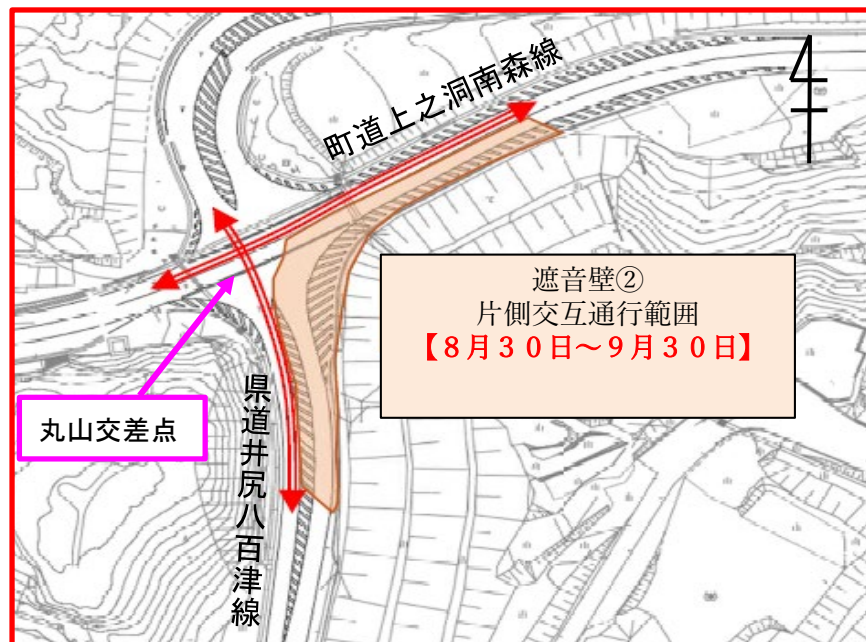 町道上之洞南森線
遮音壁②
片側交互通行範囲
【８月３０日～９月３０日】
丸山交差点
県道井尻八百津線